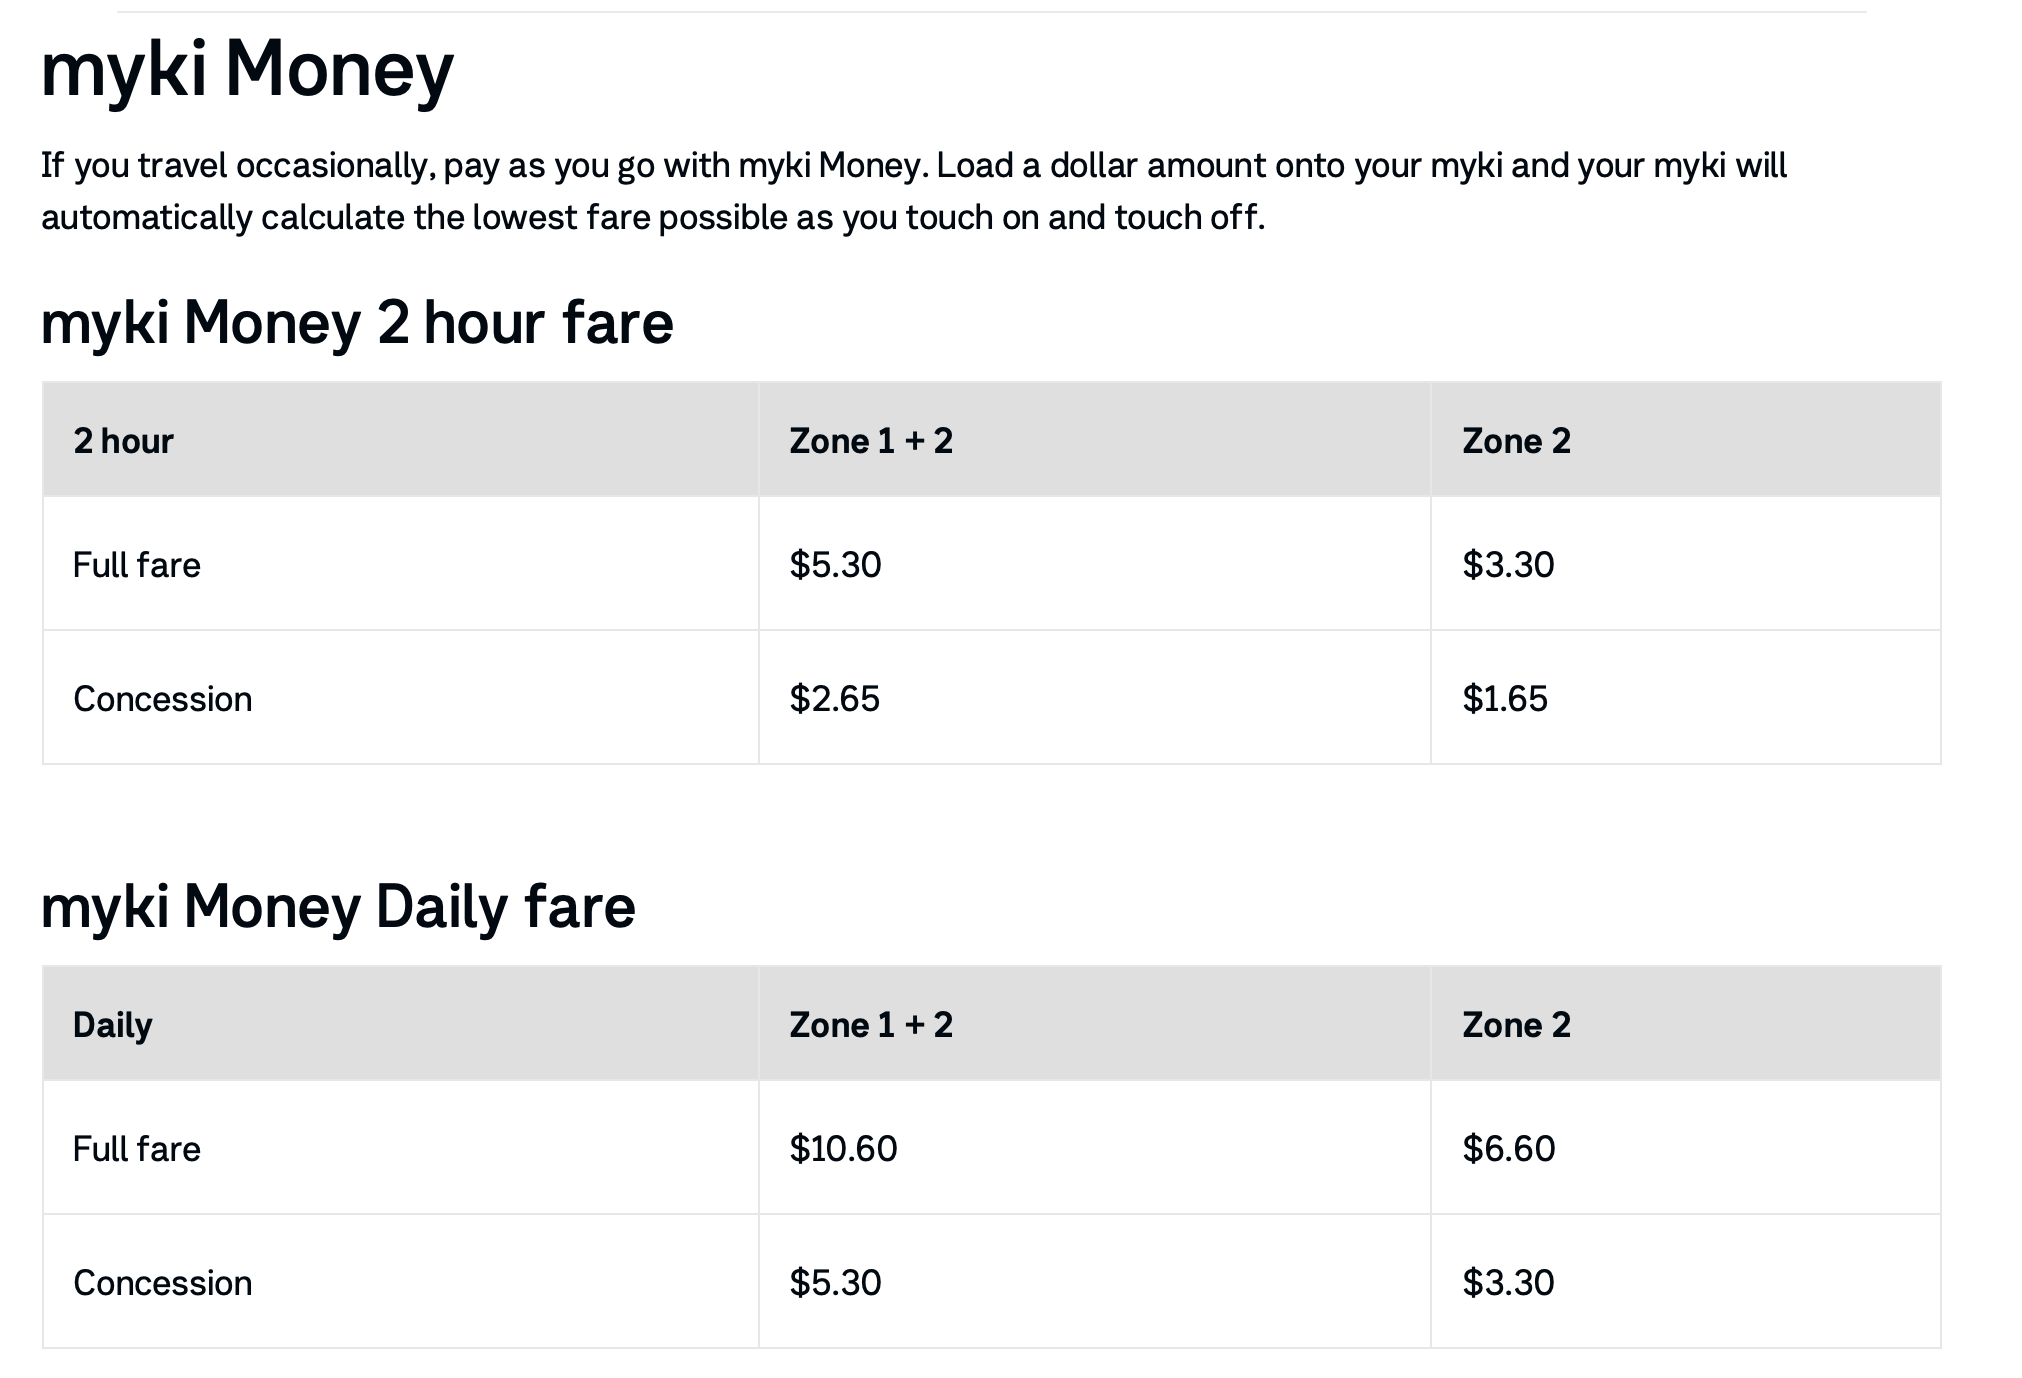 myki Money
If you travel occasionally, pay as you go with myki Money. Load a dollar amount onto your myki and your myki will
automatically calculate the lowest fare possible as you touch on and touch off.
myki Money 2 hour fare
2 hour Zone 1 + 2 Zone 2
Full fare $5.30 $3.30
Concession $2.65 $1.65
myki Money Daily fare
Daily Zone 1 + 2 Zone 2
Full fare $10.60 $6.60
Concession $5.30 $3.30